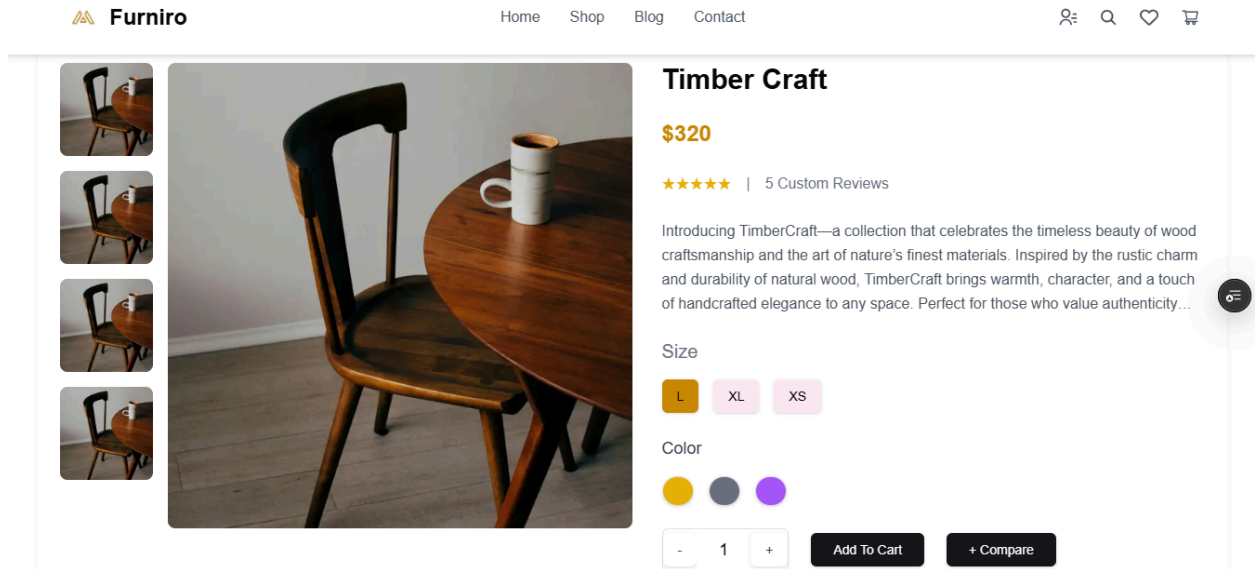 Furniro
Home Shop Blog Contact
Timber Craft
$320
| 5 Custom Reviews
Introducing TimberCraft—a collection that celebrates the timeless beauty of wood
craftsmanship and the art of nature's finest materials. Inspired by the rustic charm
and durability of natural wood, TimberCraft brings warmth, character, and a touch
of handcrafted elegance to any space. Perfect for those who value authenticity…
Size
L XL XS
Color
- 1 + Add To Cart + Compare